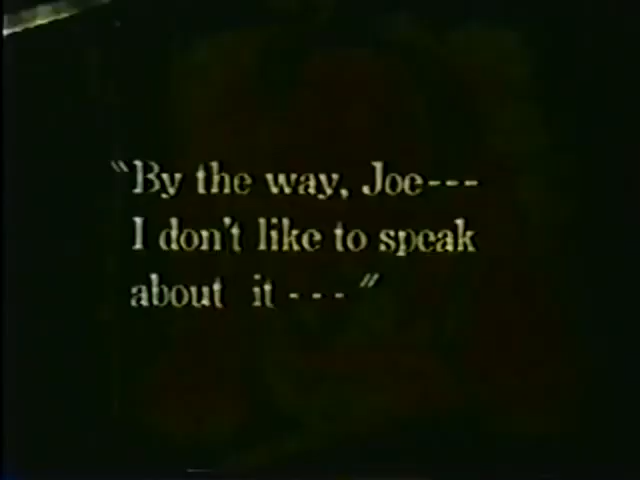 "By the way, Joe---
I don't like to speak
about it ---"